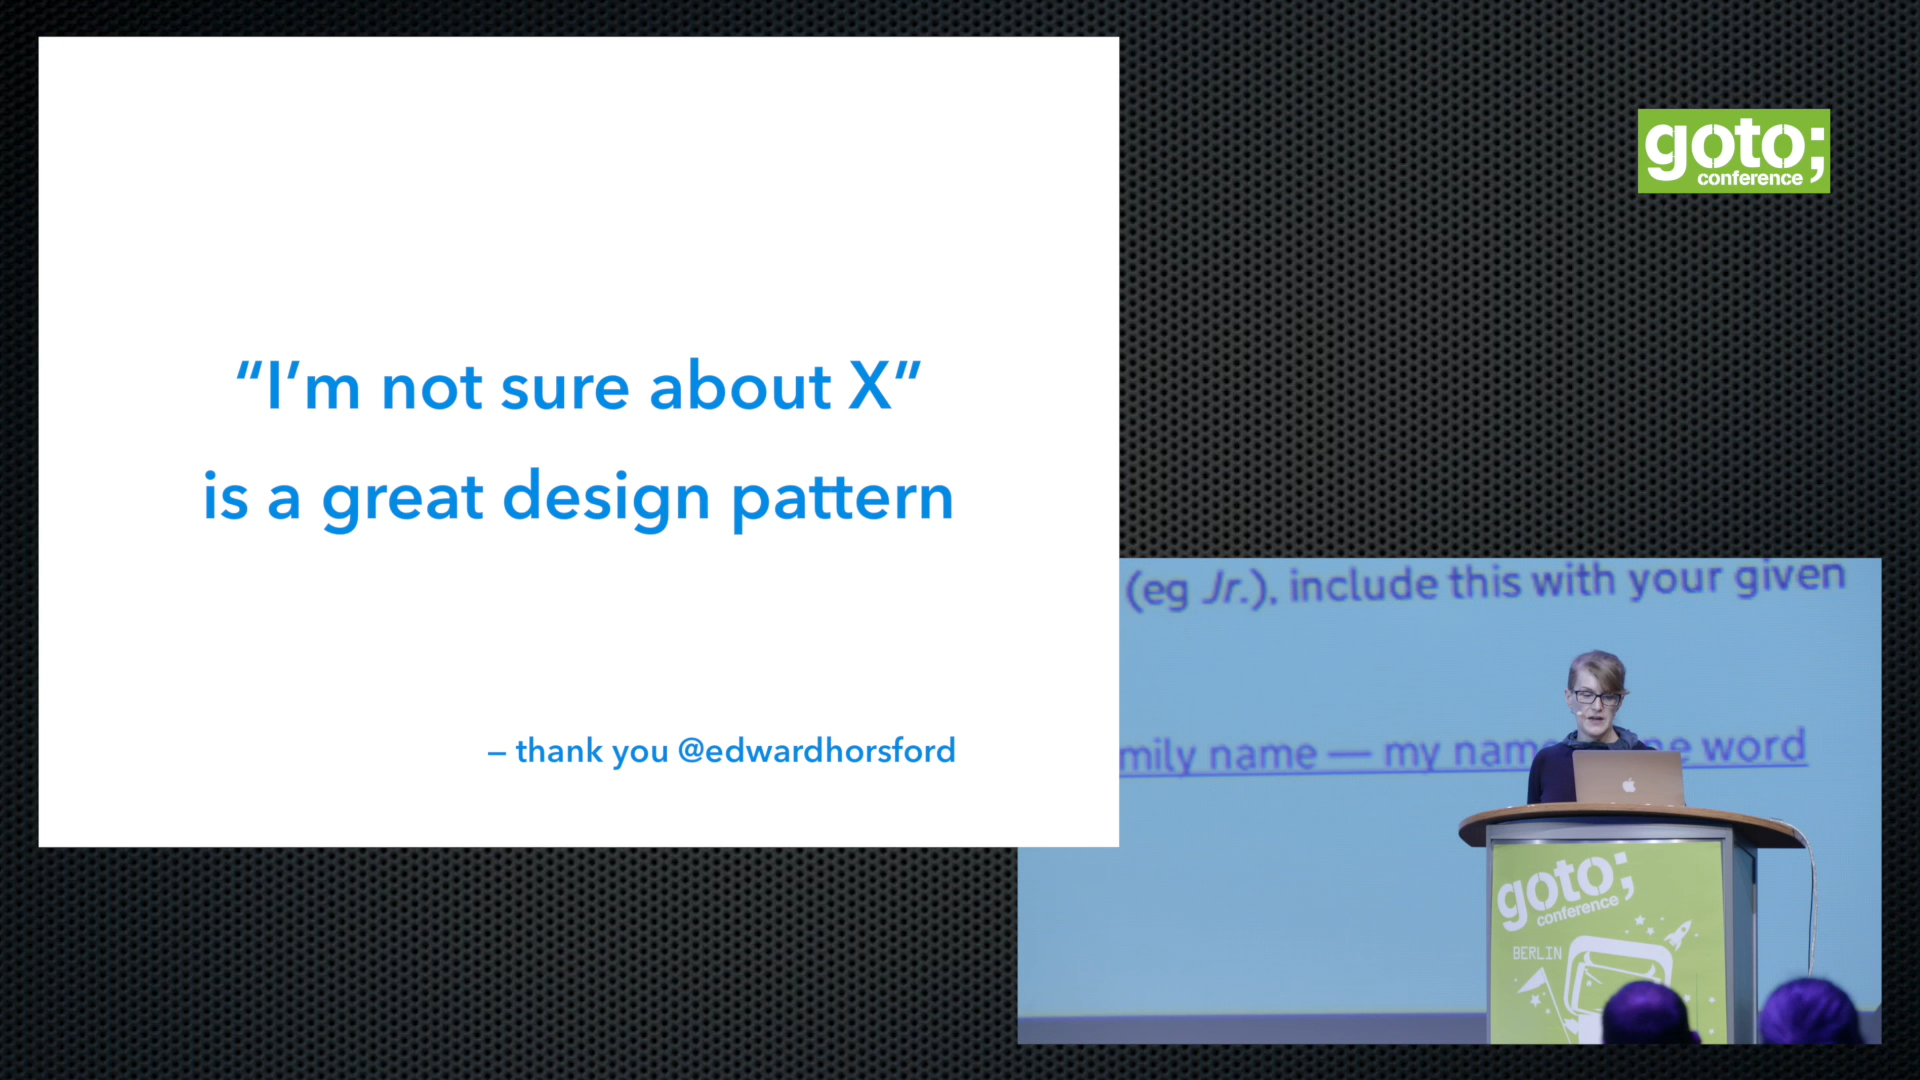 “I’m not sure about X”
is a great design pattern
– thank you @edwardhorsford
goto;
conference
(eg Jr.), include this with your given
mily name — my name
e word
goto;
conference
BERLIN